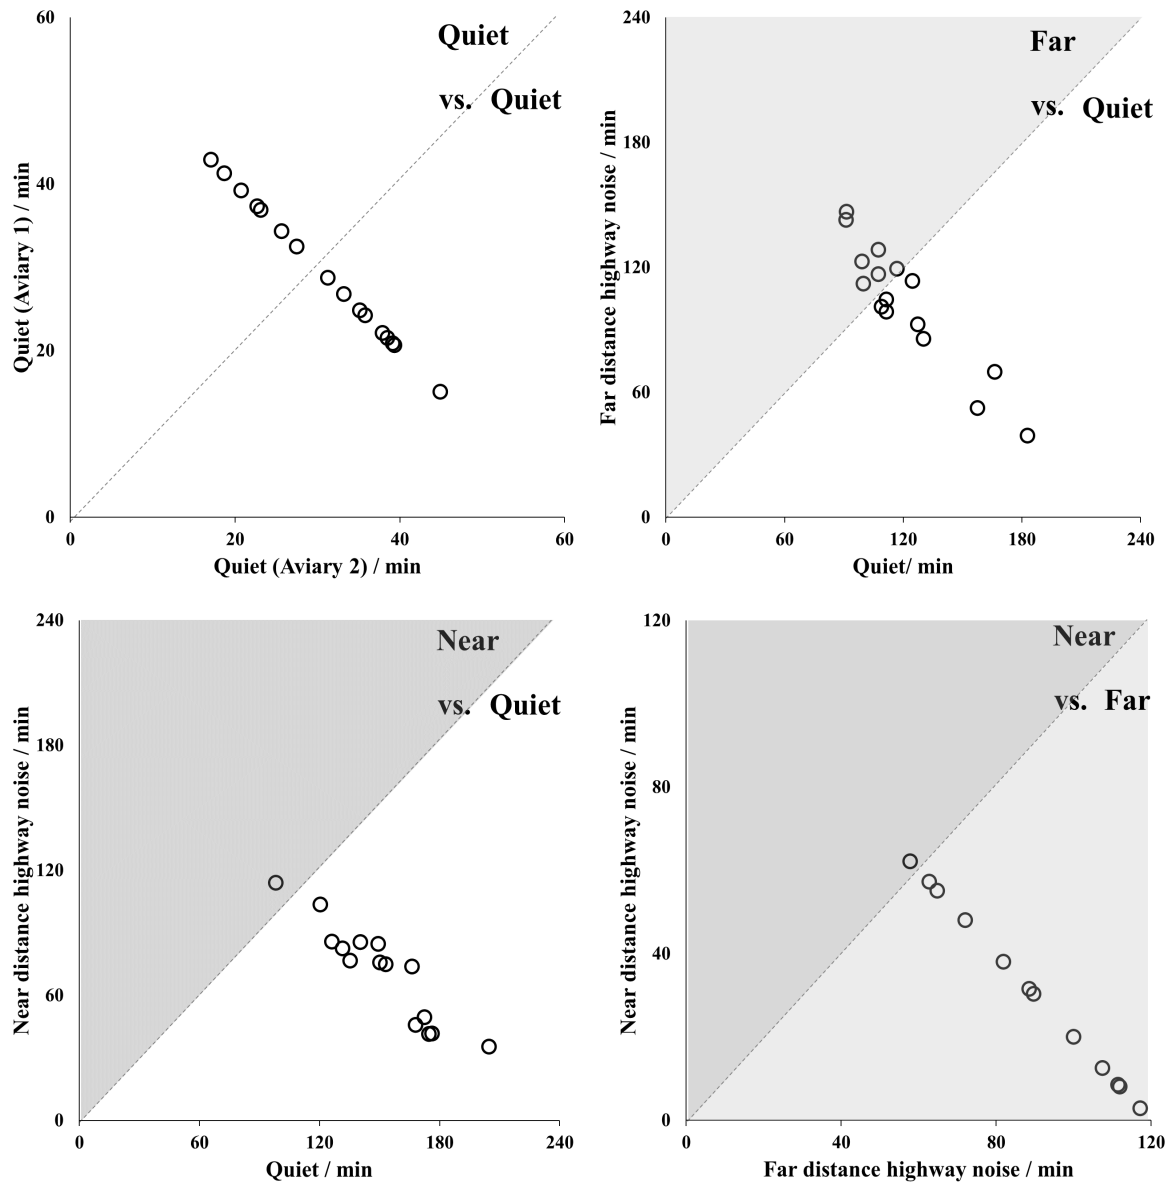 Quiet
vs. Quiet
Quiet (Aviary 1) / min
60
40
20
0
0 20 40 60
Quiet (Aviary 2) / min
Far
vs. Quiet
Far distance highway noise / min
240
180
120
60
0
0 60 120 180 240
Quiet/ min
Near
vs. Quiet
Near distance highway noise / min
240
180
120
60
0
0 60 120 180 240
Quiet / min
Near
vs. Far
Near distance highway noise / min
120
80
40
0
0 40 80 120
Far distance highway noise / min